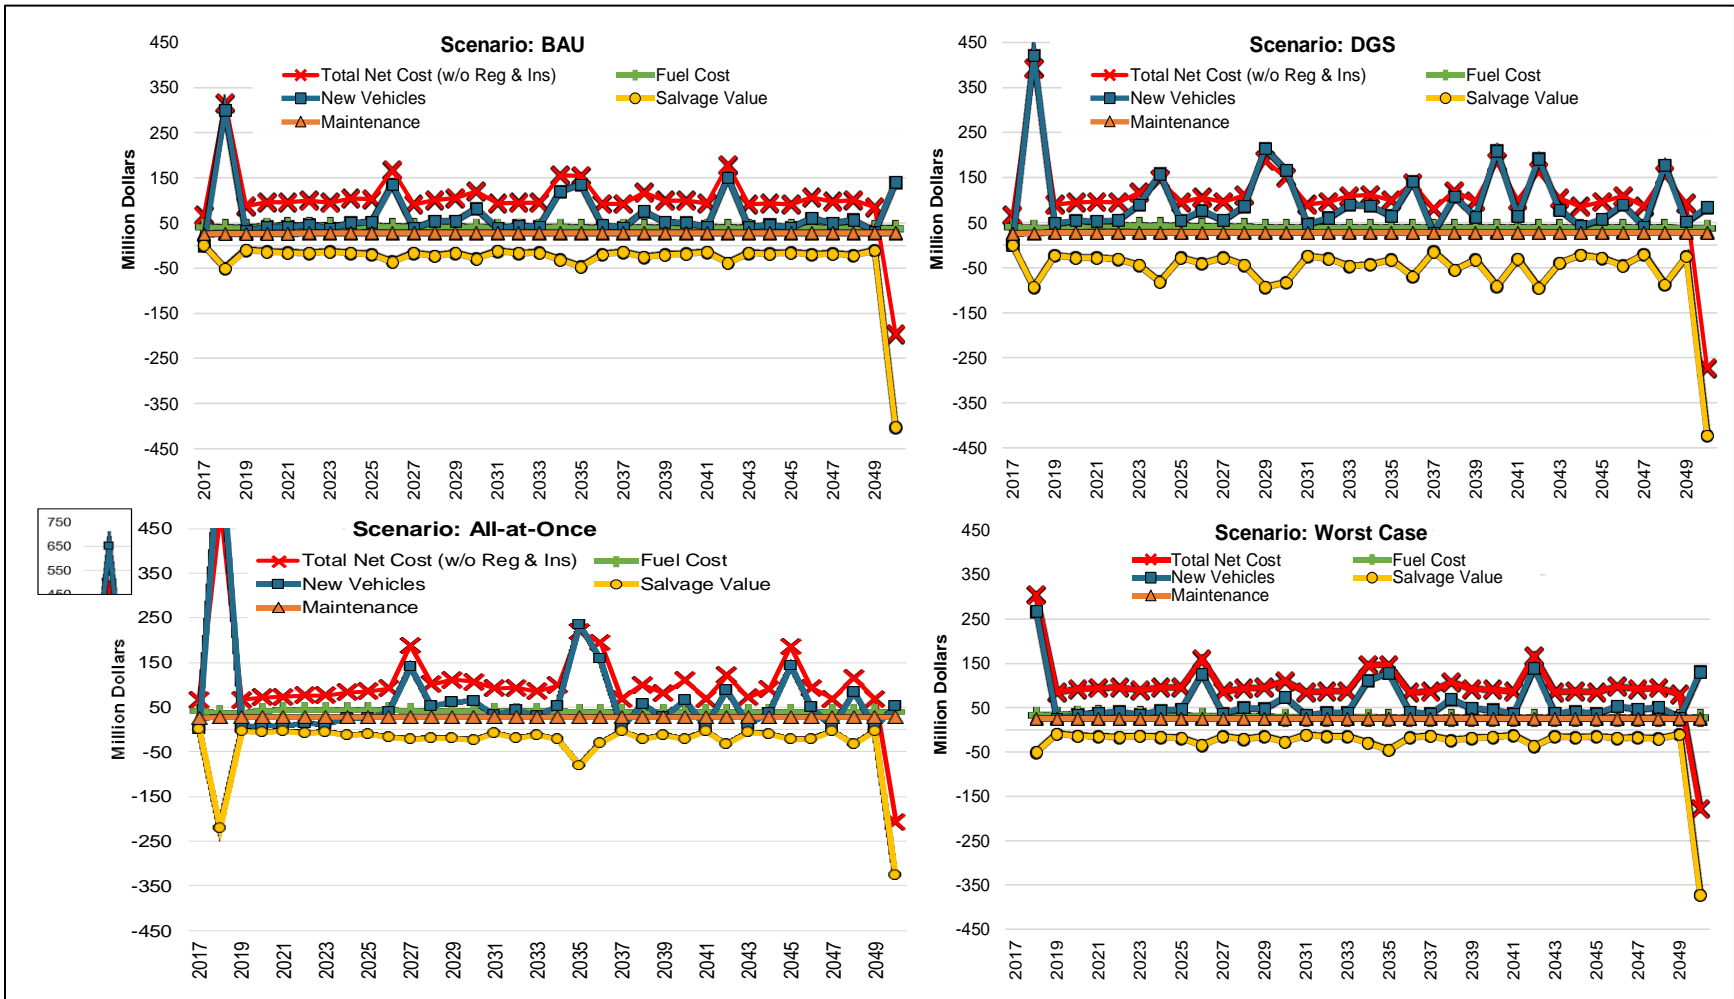 Scenario: BAU
Total Net Cost (w/o Reg & Ins)
Fuel Cost
New Vehicles
Salvage Value
Maintenance
Million Dollars
450
350
250
150
50
-50
-150
-250
-350
-450
2017 2019 2021 2023 2025 2027 2029 2031 2033 2035 2037 2039 2041 2043 2045 2047 2049
Scenario: DGS
Total Net Cost (w/o Reg & Ins)
Fuel Cost
New Vehicles
Salvage Value
Maintenance
Million Dollars
450
350
250
150
50
-50
-150
-250
-350
-450
2017 2019 2021 2023 2025 2027 2029 2031 2033 2035 2037 2039 2041 2043 2045 2047 2049
750
650
550
Scenario: All-at-Once
Total Net Cost (w/o Reg & Ins)
Fuel Cost
New Vehicles
Salvage Value
Maintenance
Million Dollars
450
350
250
150
50
-50
-150
-250
-350
-450
2017 2019 2021 2023 2025 2027 2029 2031 2033 2035 2037 2039 2041 2043 2045 2047 2049
Scenario: Worst Case
Total Net Cost
Fuel Cost
New Vehicles
Salvage Value
Maintenance
Million Dollars
450
350
250
150
50
-50
-150
-250
-350
-450
2017 2019 2021 2023 2025 2027 2029 2031 2033 2035 2037 2039 2041 2043 2045 2047 2049